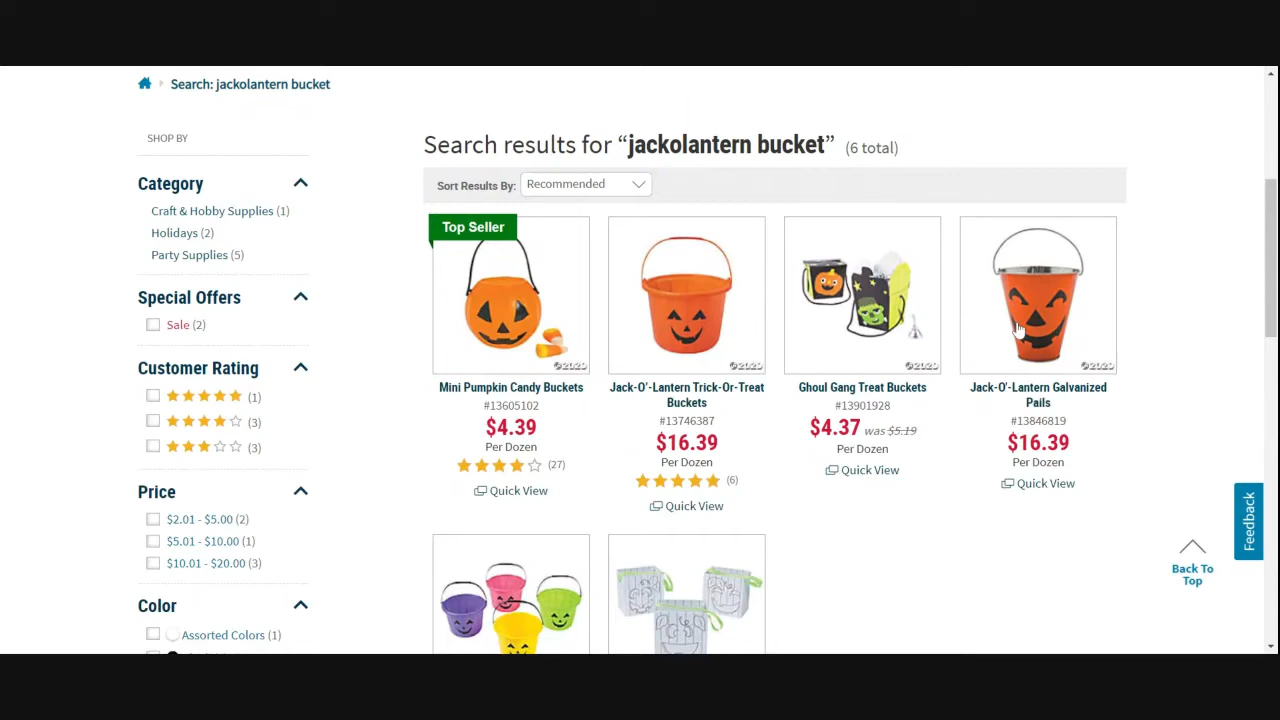 Search: jackolantern bucket
SHOP BY
Category
Craft & Hobby Supplies (1)
Holidays (2)
Party Supplies (5)
Special Offers
Sale (2)
Customer Rating
(1)
(3)
(3)
Price
$2.01 - $5.00 (2)
$5.01 - $10.00 (1)
$10.01 - $20.00 (3)
Color
Assorted Colors (1)
Search results for “jackolantern bucket” (6 total)
Sort Results By: Recommended
Top Seller
©2020
Mini Pumpkin Candy Buckets
#13605102
$4.39
Per Dozen
(27)
Quick View
©2020
Jack-O’-Lantern Trick-Or-Treat
Buckets
#13746387
$16.39
Per Dozen
(6)
Quick View
©2020
Ghoul Gang Treat Buckets
#13901928
$4.37 was $5.19
Per Dozen
Quick View
©2020
Jack-O'-Lantern Galvanized
Pails
#13846819
$16.39
Per Dozen
Quick View
Feedback
Back To
Top